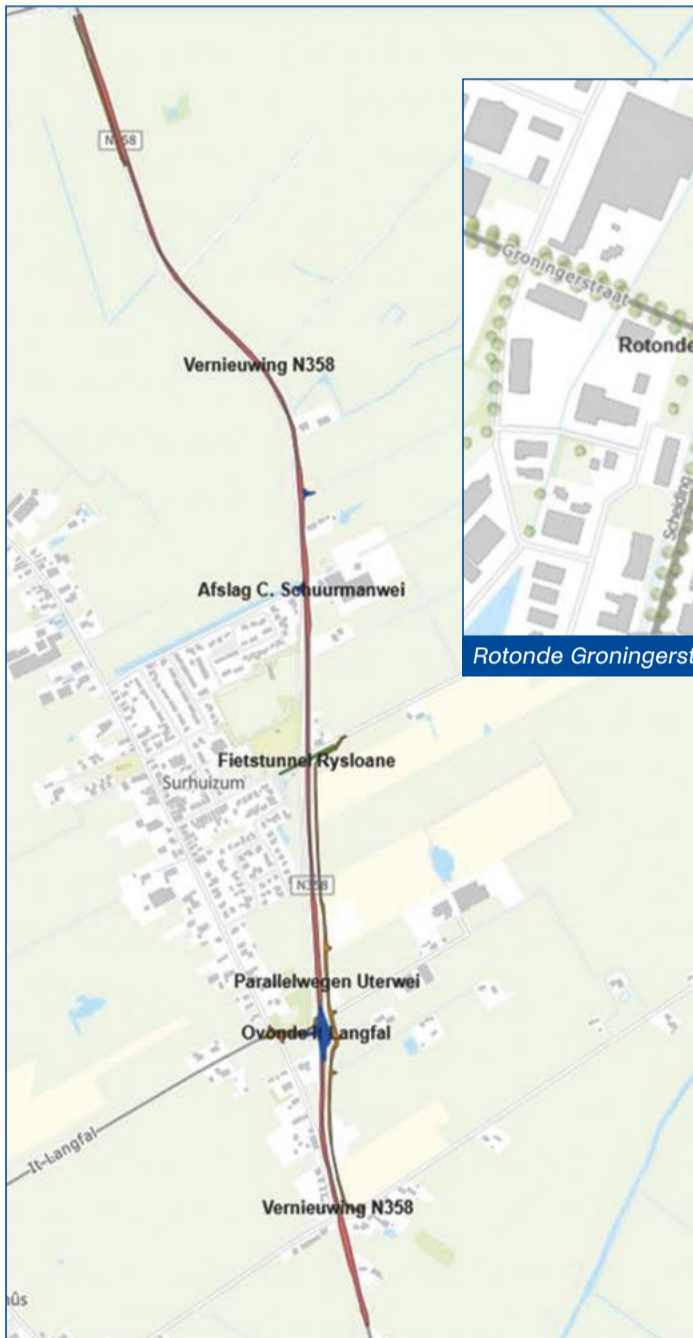 N358
Vernieuwing N358
Afslag C. Schuurmanwei
Fietstunnel Rysloane
Surhuizum
N358
Parallelwegen Uterwei
Ovonde It Langfal
It-Langfal
Vernieuwing N358
Groningerstraat
Rotonde
Scheiding
Rotonde Groningerst